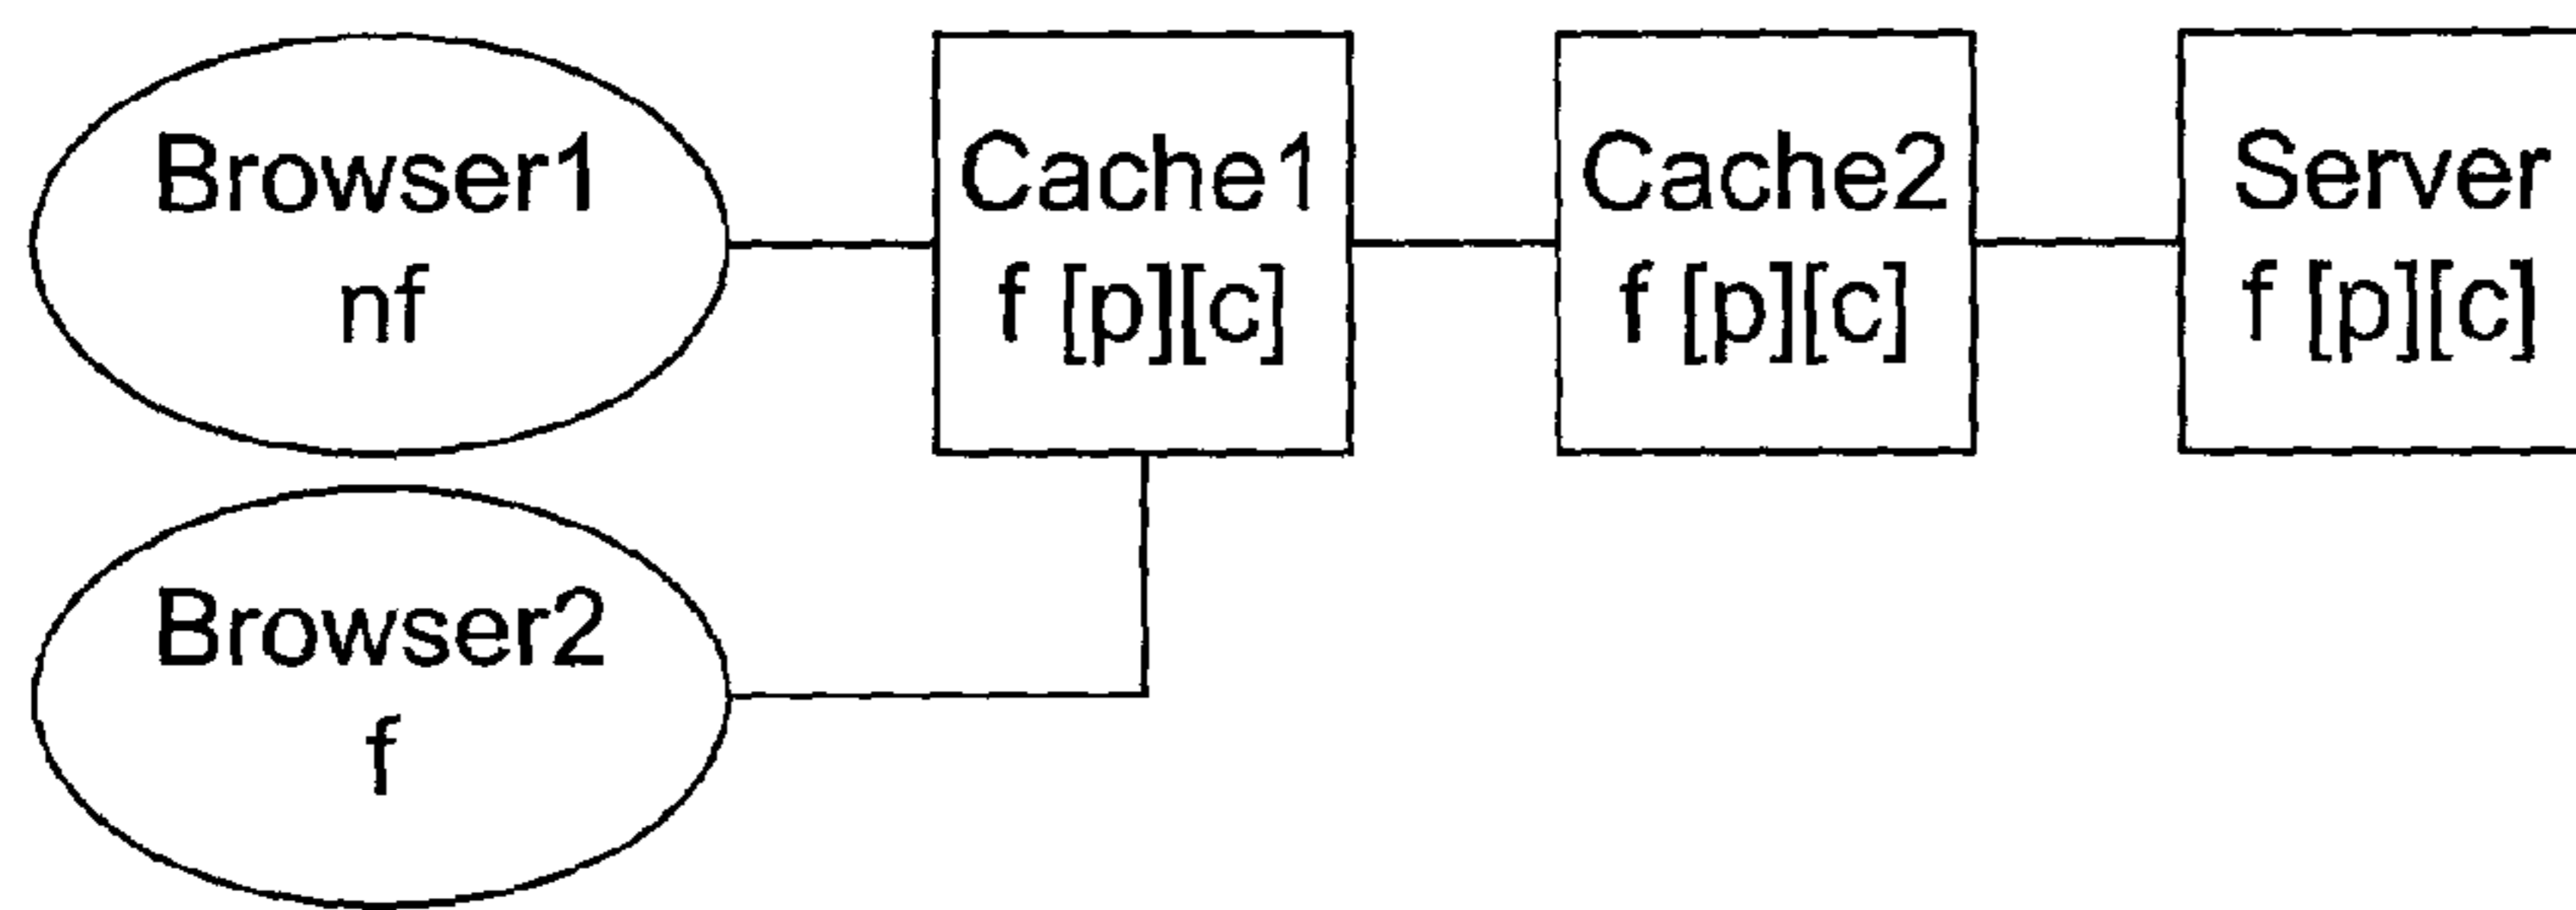 Browser1
nf
Cache1
f [p][c]
Cache2
f [p][c]
Server
f [p][c]
Browser2
f